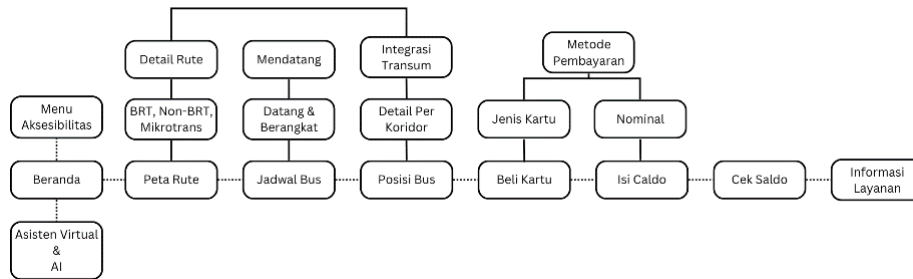 Detail Rute
Mendatang
Integrasi
Transum
Metode
Pembayaran
Menu
Aksesibilitas
BRT, Non-BRT,
Mikrotrans
Datang &
Berangkat
Detail Per
Koridor
Jenis Kartu
Nominal
Beranda
Peta Rute
Jadwal Bus
Posisi Bus
Beli Kartu
Isi Caldo
Cek Saldo
Informasi
Layanan
Asisten Virtual
&
AI